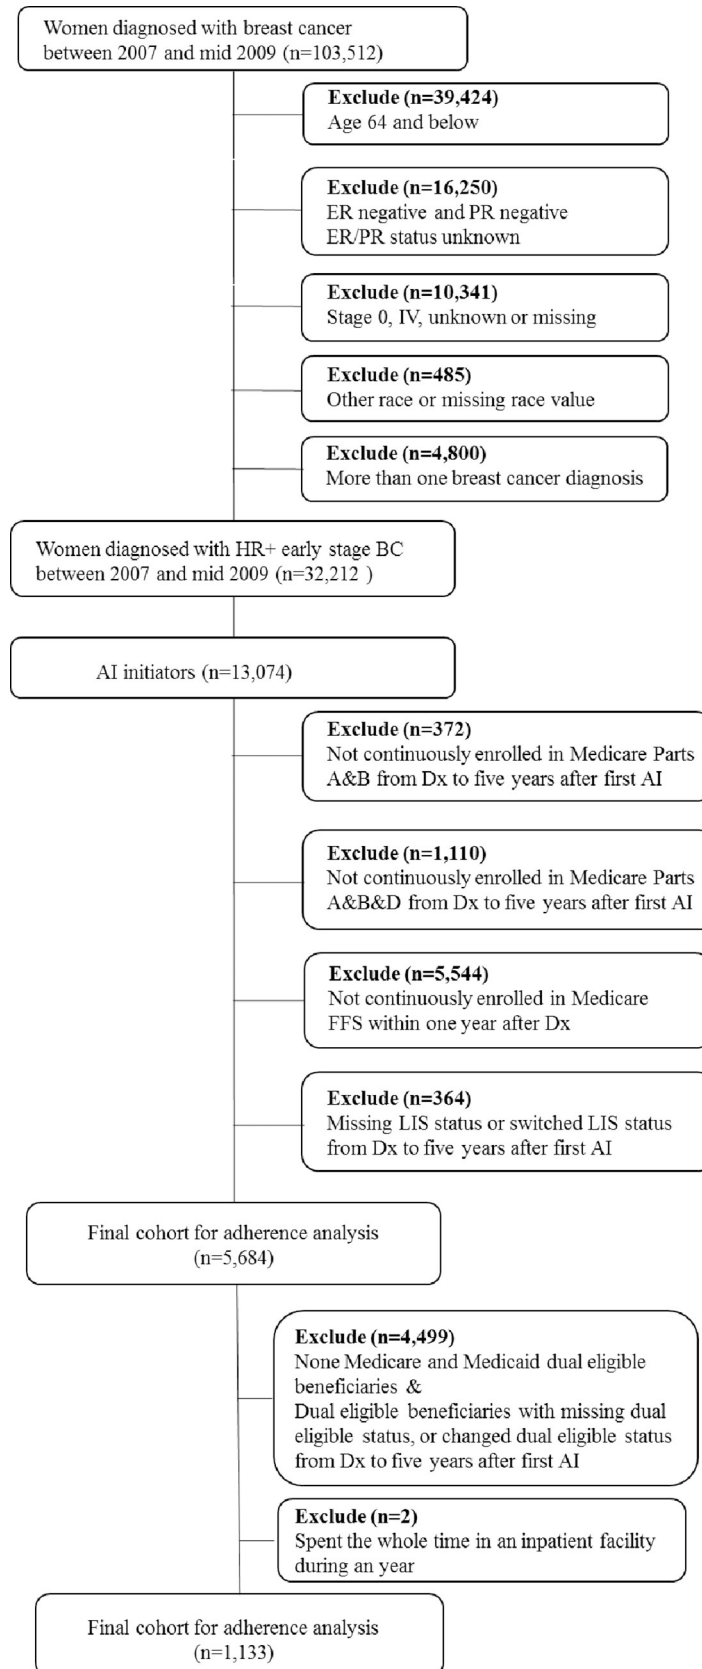 Women diagnosed with breast cancer
between 2007 and mid 2009 (n=103,512)
Exclude (n=39,424)
Age 64 and below
Exclude (n=16,250)
ER negative and PR negative
ER/PR status unknown
Exclude (n=10,341)
Stage 0, IV, unknown or missing
Exclude (n=485)
Other race or missing race value
Exclude (n=4,800)
More than one breast cancer diagnosis
Women diagnosed with HR+ early stage BC
between 2007 and mid 2009 (n=32,212 )
AI initiators (n=13,074)
Exclude (n=372)
Not continuously enrolled in Medicare Parts
A&B from Dx to five years after first AI
Exclude (n=1,110)
Not continuously enrolled in Medicare Parts
A&B&D from Dx to five years after first AI
Exclude (n=5,544)
Not continuously enrolled in Medicare
FFS within one year after Dx
Exclude (n=364)
Missing LIS status or switched LIS status
from Dx to five years after first AI
Final cohort for adherence analysis
(n=5,684)
Exclude (n=4,499)
None Medicare and Medicaid dual eligible
beneficiaries &
Dual eligible beneficiaries with missing dual
eligible status, or changed dual eligible status
from Dx to five years after first AI
Exclude (n=2)
Spent the whole time in an inpatient facility
during an year
Final cohort for adherence analysis
(n=1,133)